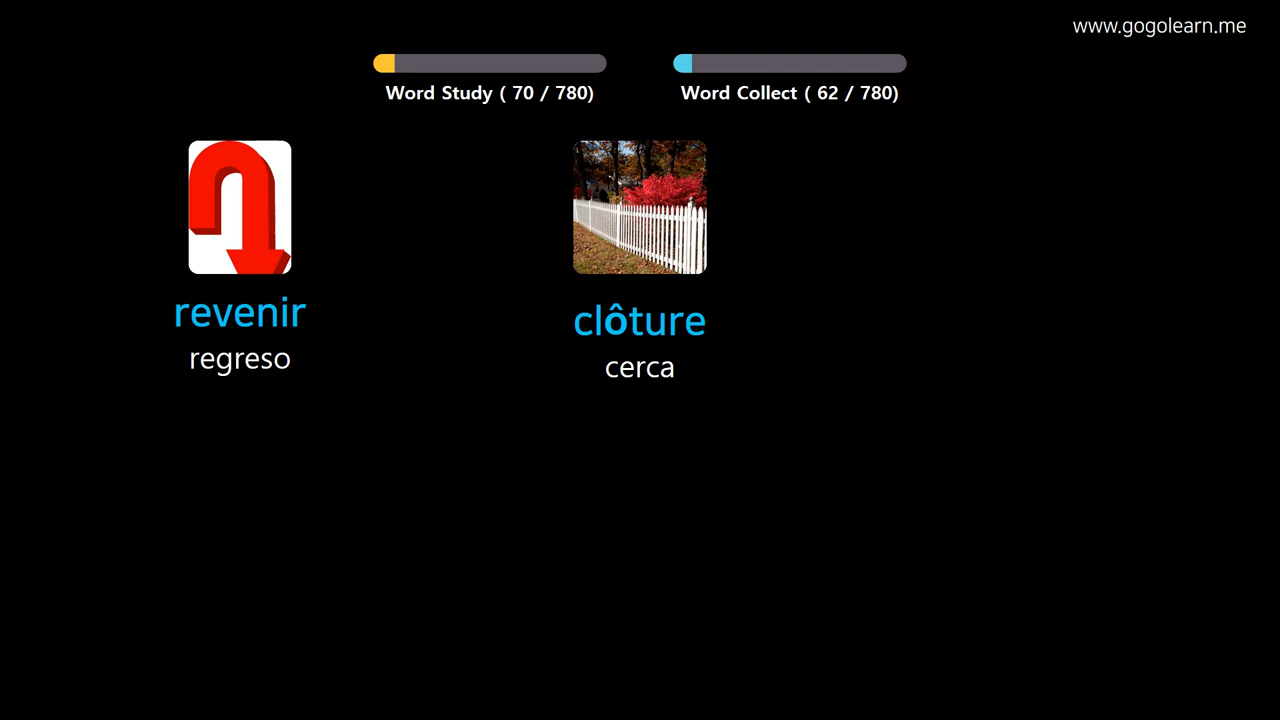 www.gogolearn.me
Word Study ( 70 / 780)
Word Collect ( 62 / 780)
revenir
regreso
clôture
cerca